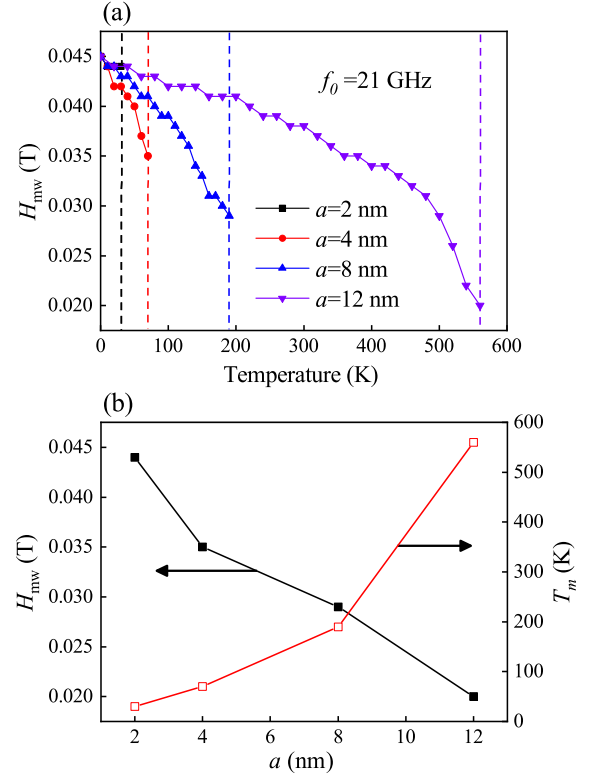 (a)
0.045
0.040
0.035
0.030
0.025
0.020
H_mw (T)
f_0 =21 GHz
a=2 nm
a=4 nm
a=8 nm
a=12 nm
0 100 200 300 400 500 600
Temperature (K)
(b)
0.045
0.040
0.035
0.030
0.025
0.020
H_mw (T)
600
500
400
300
200
100
0
T_m (K)
2 4 6 8 10 12
a (nm)